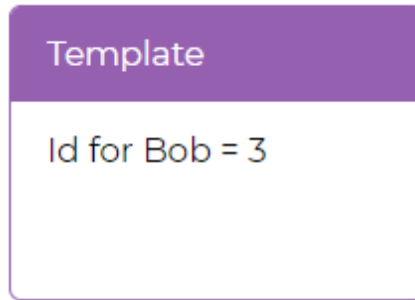 Template
Id for Bob = 3